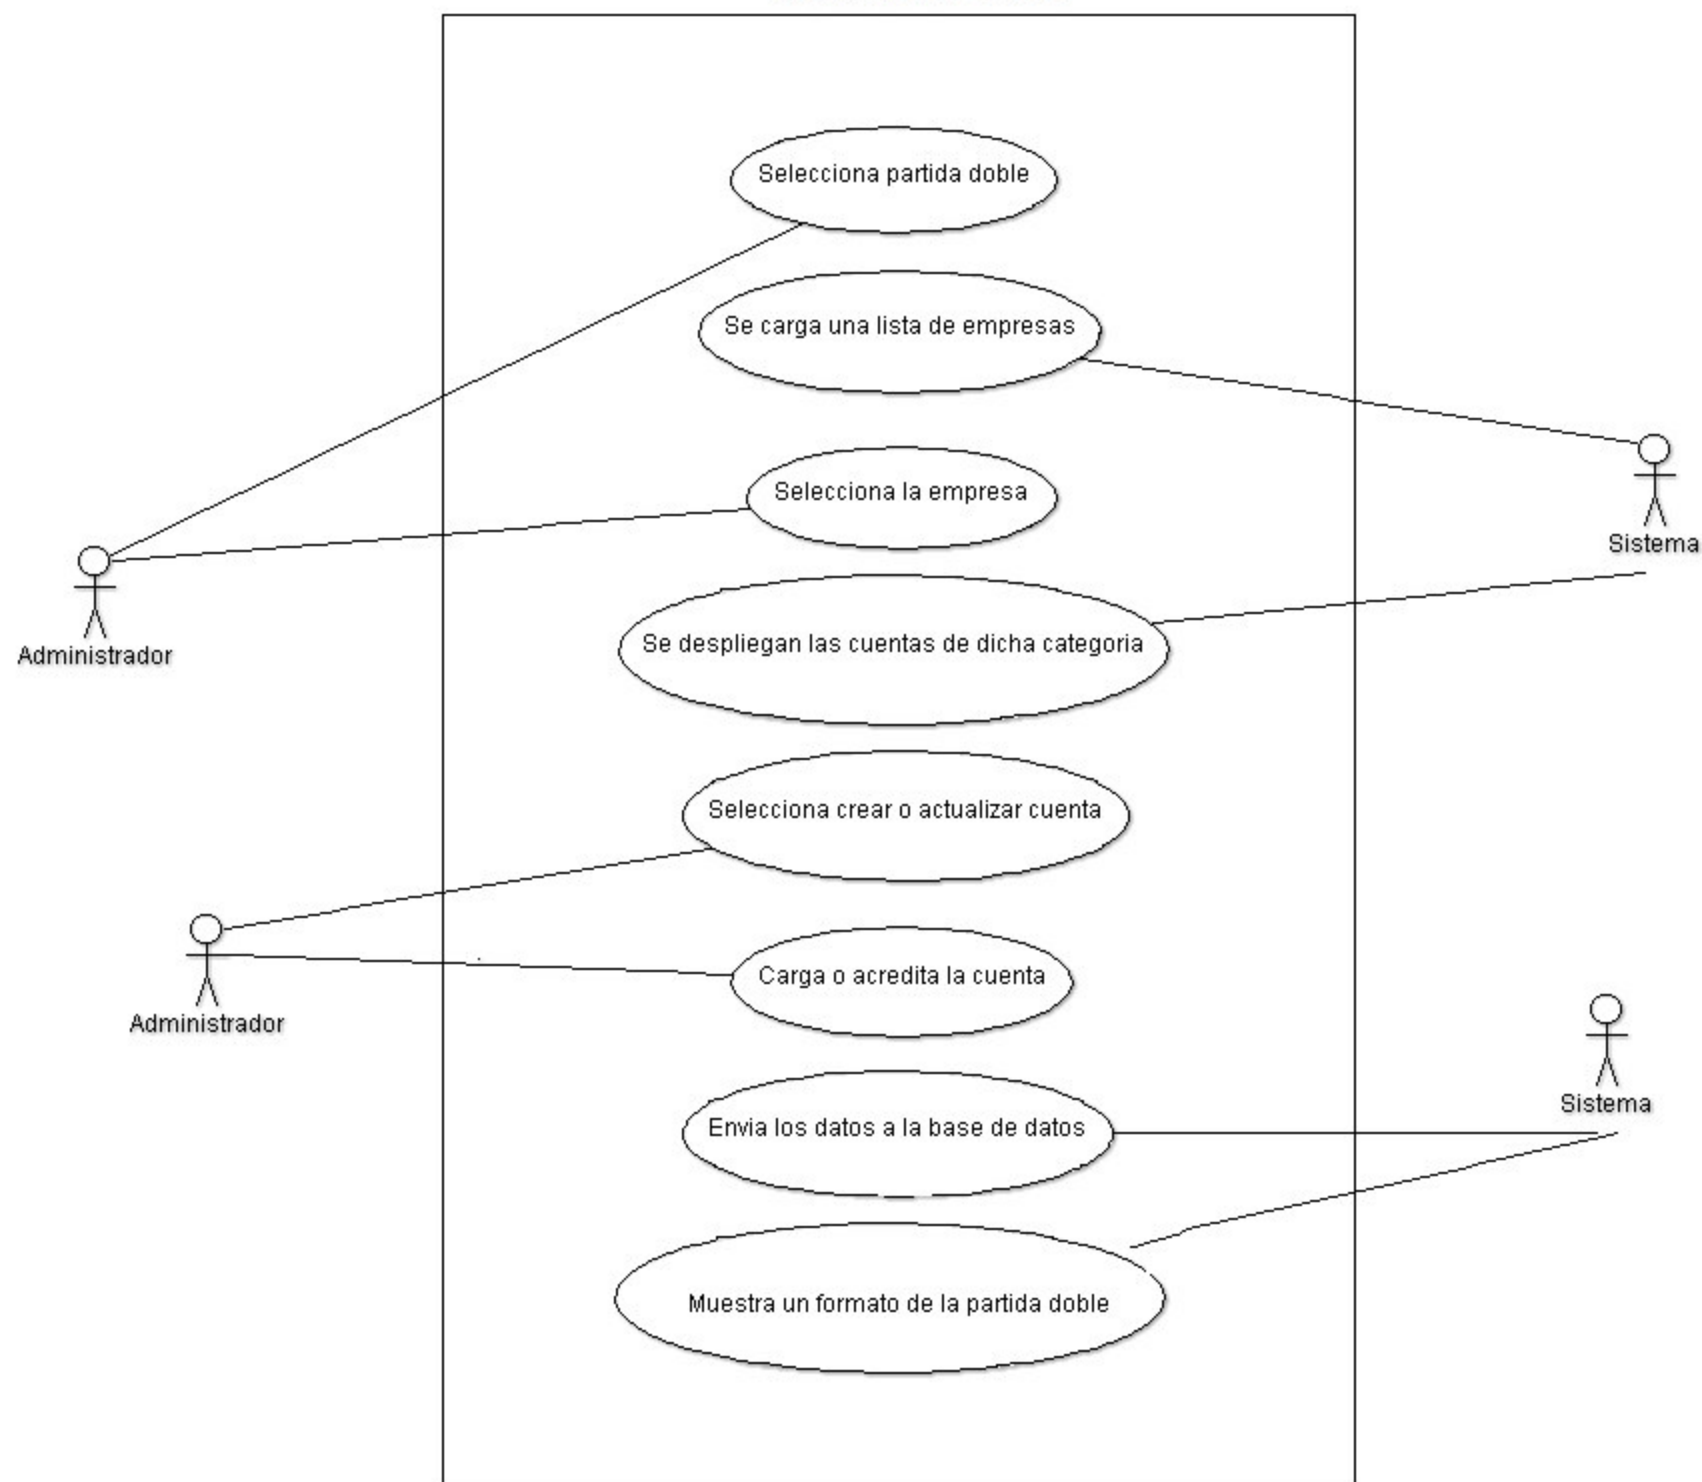 Selecciona partida doble
Se carga una lista de empresas
Selecciona la empresa
Sistema
Se despliegan las cuentas de dicha categoria
Administrador
Selecciona crear o actualizar cuenta
Carga o acredita la cuenta
Administrador
Sistema
Envia los datos a la base de datos
Muestra un formato de la partida doble